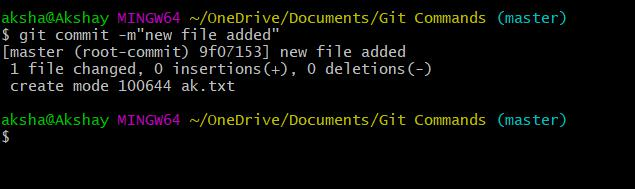 aksha@Akshay MINGW64 ~/OneDrive/Documents/Git Commands (master)
$ git commit -m"new file added"
[master (root-commit) 9f07153] new file added
 1 file changed, 0 insertions(+), 0 deletions(-)
 create mode 100644 ak.txt
aksha@Akshay MINGW64 ~/OneDrive/Documents/Git Commands (master)
$